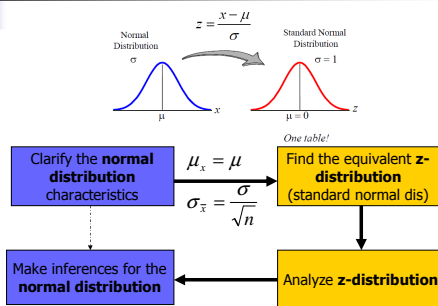 Normal
Distribution
σ
z = (x − μ) / σ
Standard Normal
Distribution
σ = 1
x
μ
z
μ = 0
One table!
Clarify the normal
distribution
characteristics
μₓ = μ
σ_x̄ = σ / √n
Find the equivalent z-
distribution
(standard normal dis)
Make inferences for the
normal distribution
Analyze z-distribution